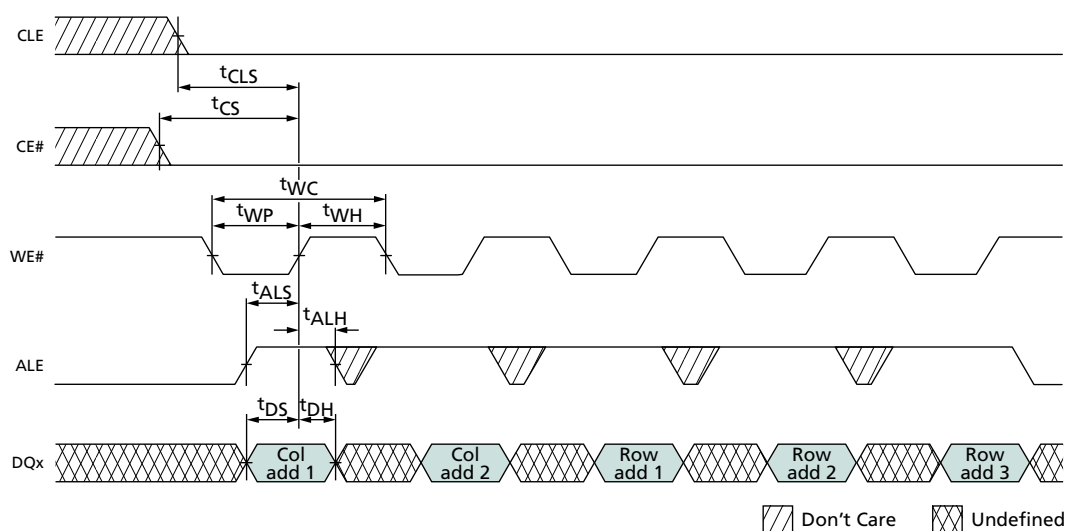 CLE
tCLS
tCS
CE#
tWC
tWP
tWH
WE#
tALS
tALH
ALE
tDS
tDH
DQx
Col
add 1
Col
add 2
Row
add 1
Row
add 2
Row
add 3
Don't Care
Undefined